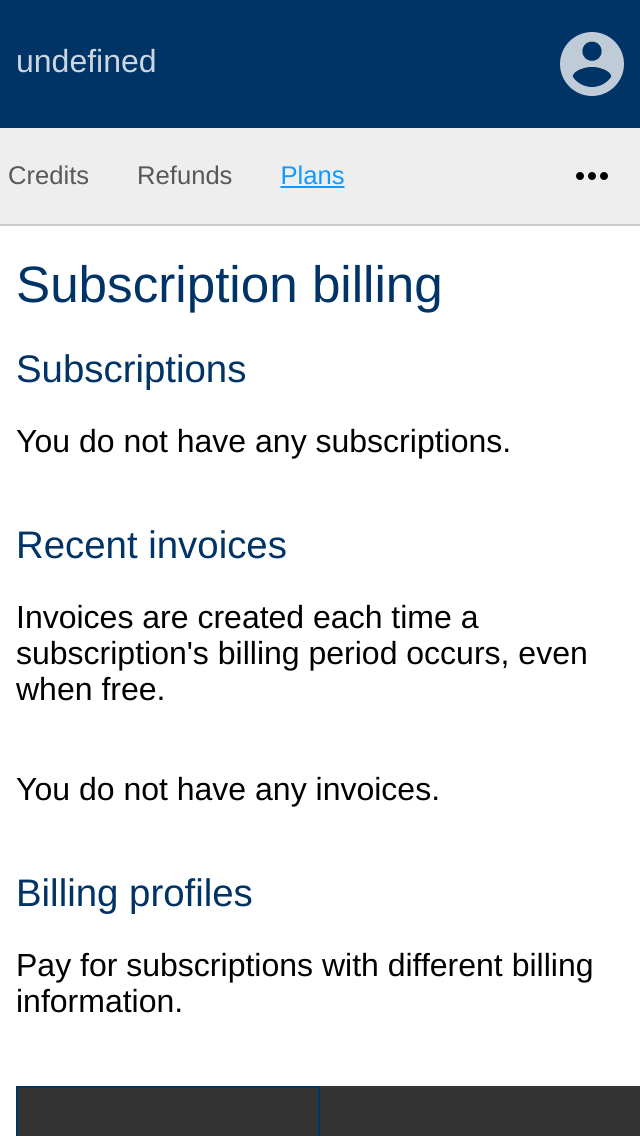 undefined
Credits Refunds Plans
Subscription billing
Subscriptions
You do not have any subscriptions.
Recent invoices
Invoices are created each time a
subscription's billing period occurs, even
when free.
You do not have any invoices.
Billing profiles
Pay for subscriptions with different billing
information.